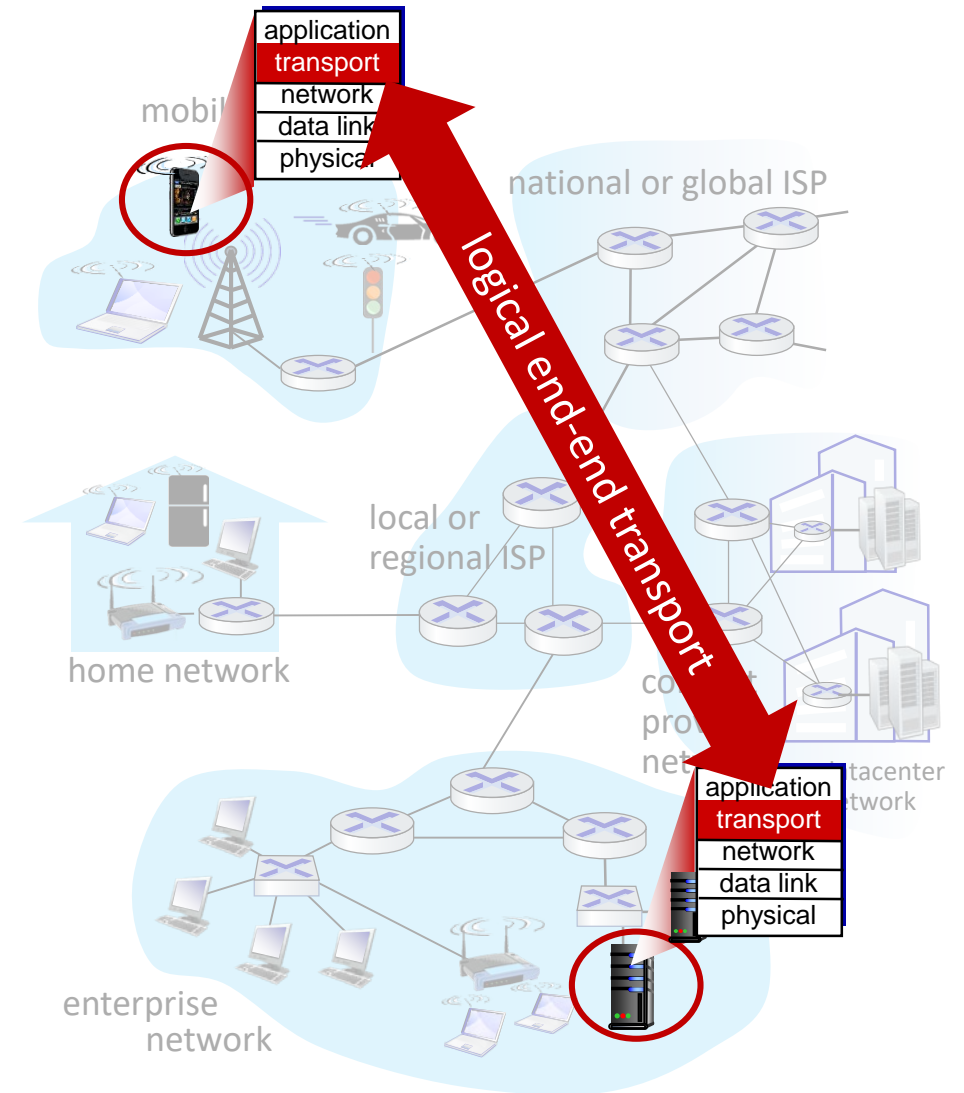 application
transport
network
data link
physical
mobil
national or global ISP
logical end-end transport
local or
regional ISP
home network
application
transport
network
data link
physical
enterprise
network